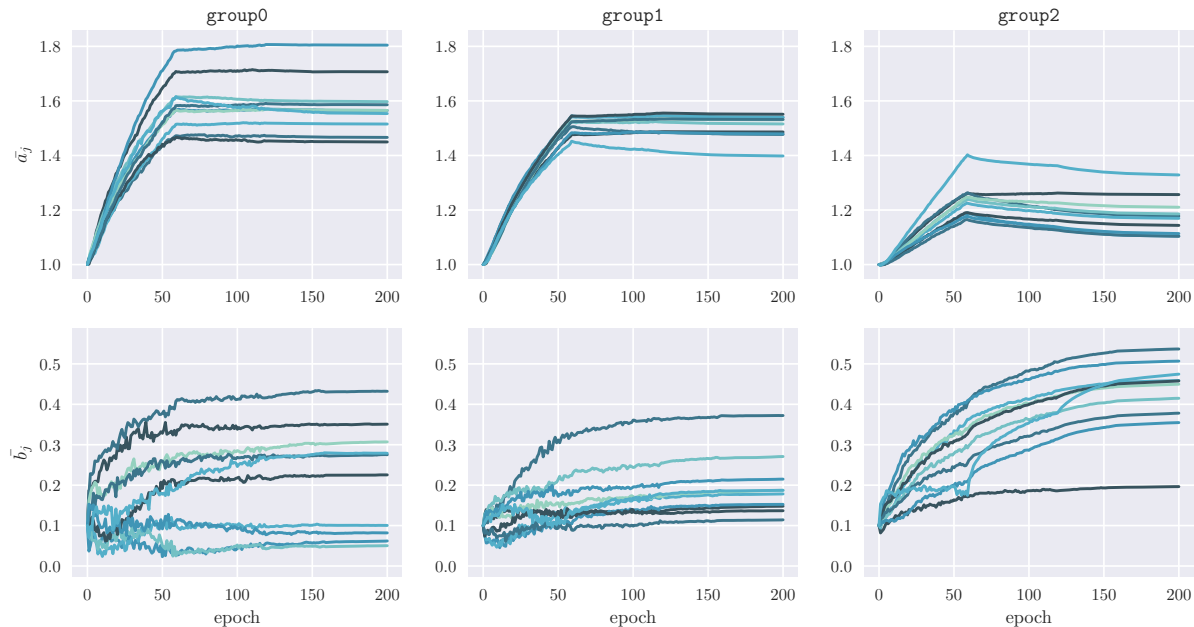 group0 group1 group2
1.8 1.8 1.8
1.6 1.6 1.6
1.4 1.4 1.4
1.2 1.2 1.2
1.0 1.0 1.0
āⱼ
0 50 100 150 200 0 50 100 150 200 0 50 100 150 200
0.5 0.5 0.5
0.4 0.4 0.4
0.3 0.3 0.3
0.2 0.2 0.2
0.1 0.1 0.1
0.0 0.0 0.0
b̄ⱼ
0 50 100 150 200 0 50 100 150 200 0 50 100 150 200
epoch epoch epoch